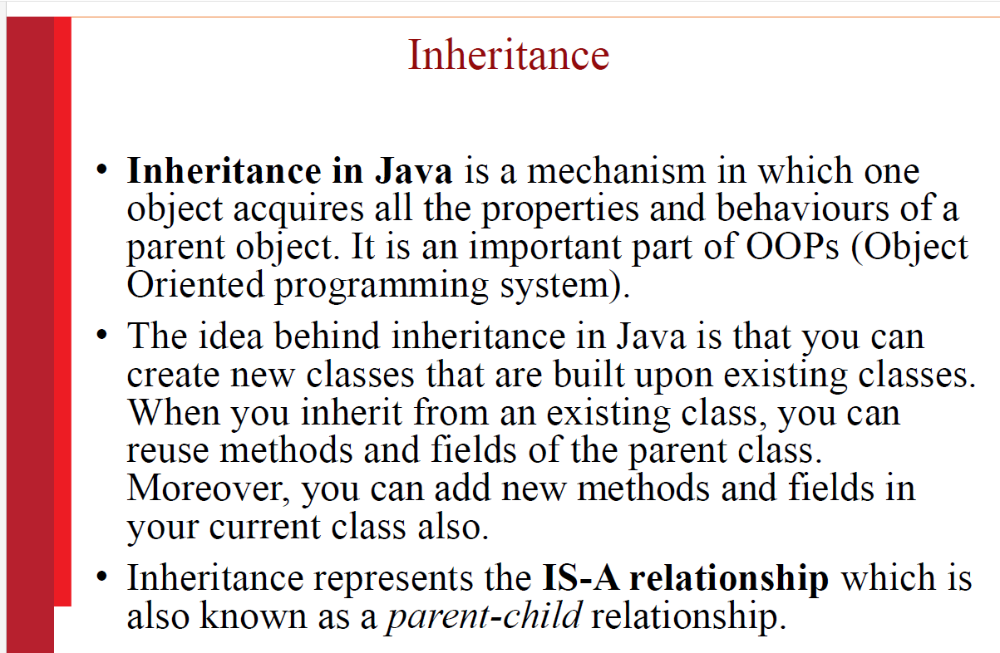 Inheritance
• Inheritance in Java is a mechanism in which one
object acquires all the properties and behaviours of a
parent object. It is an important part of OOPs (Object
Oriented programming system).
• The idea behind inheritance in Java is that you can
create new classes that are built upon existing classes.
When you inherit from an existing class, you can
reuse methods and fields of the parent class.
Moreover, you can add new methods and fields in
your current class also.
• Inheritance represents the IS-A relationship which is
also known as a parent-child relationship.